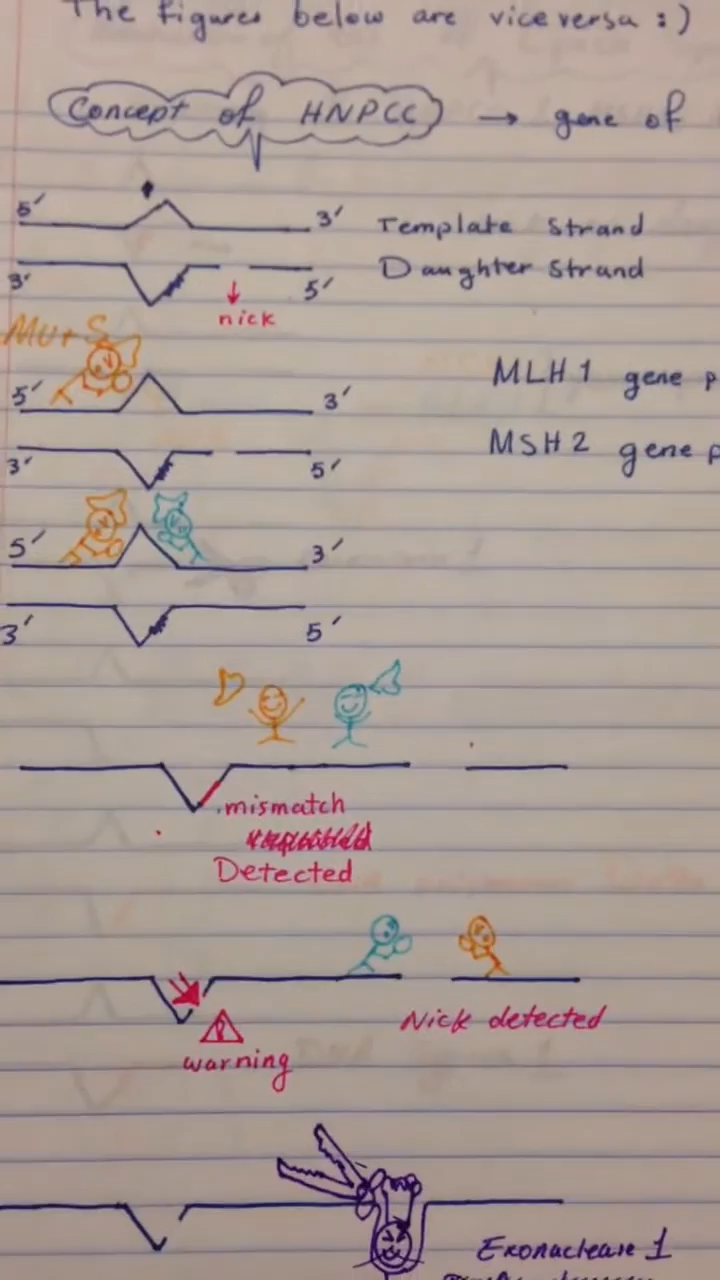 The figures below are vice versa :)
Concept of HNPCC → gene of
5′ 3′ Template Strand
3′ 5′ Daughter Strand
nick
MutS
5′ 3′ MLH1 gene p
3′ 5′ MSH2 gene p
5′ 3′
3′ 5′
mismatch
Detected
Nick detected
warning
Exonuclease 1